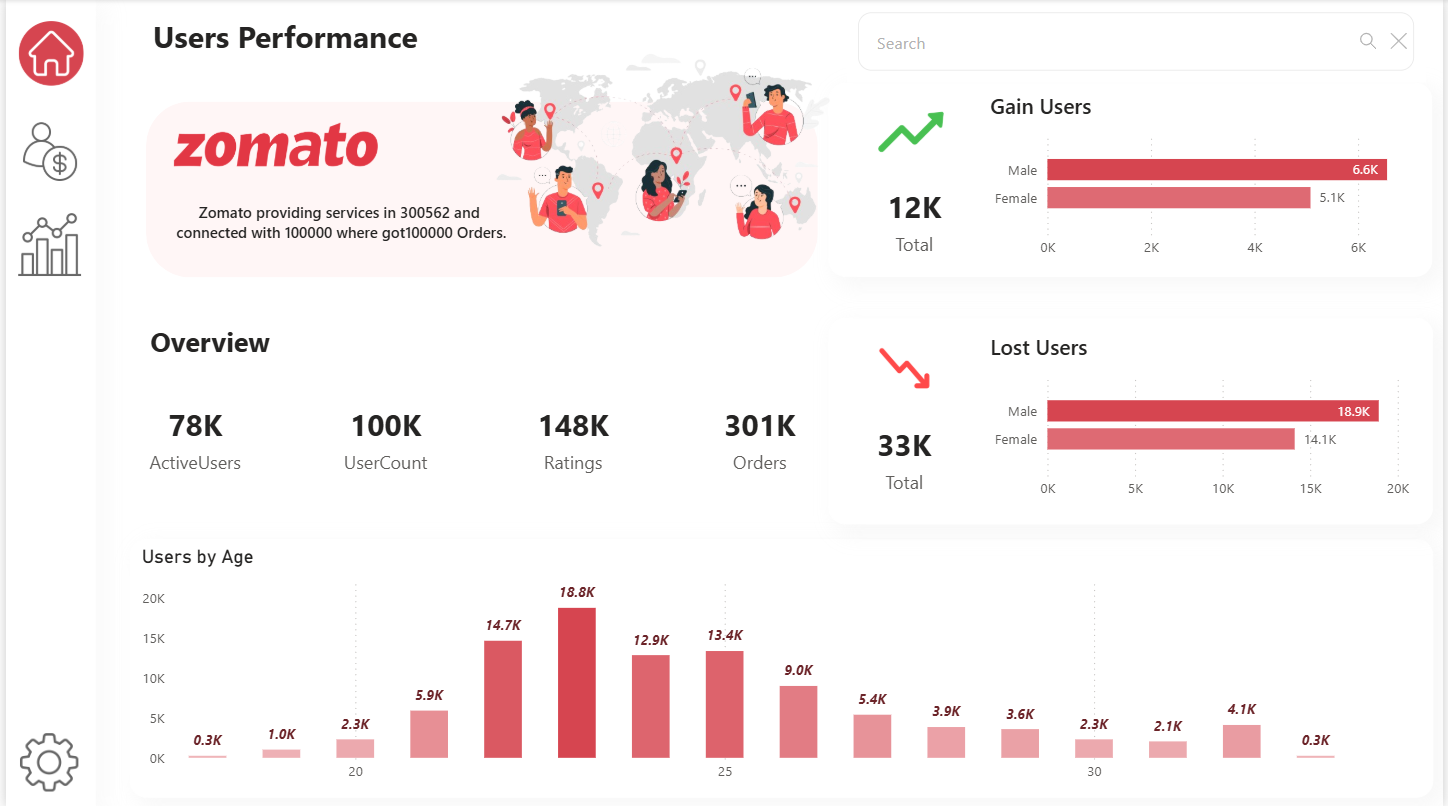 Users Performance
Search
zomato
Zomato providing services in 300562 and
connected with 100000 where got100000 Orders.
Gain Users
12K
Total
Male
6.6K
Female
5.1K
0K 2K 4K 6K
Overview
78K
ActiveUsers
100K
UserCount
148K
Ratings
301K
Orders
Lost Users
33K
Total
Male
18.9K
Female
14.1K
0K 5K 10K 15K 20K
Users by Age
20K
15K
10K
5K
0K
0.3K
1.0K
2.3K
5.9K
14.7K
18.8K
12.9K
13.4K
9.0K
5.4K
3.9K
3.6K
2.3K
2.1K
4.1K
0.3K
20 25 30